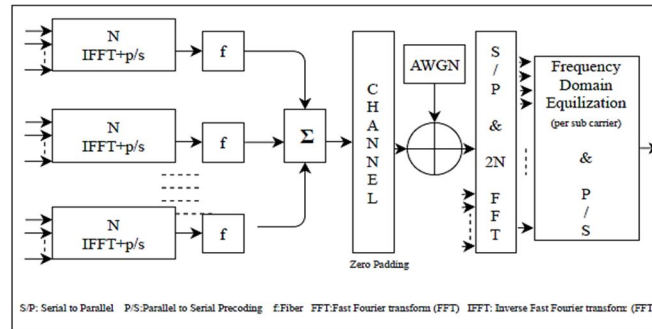 N
IFFT+p/s
f
N
IFFT+p/s
f
N
IFFT+p/s
f
Σ
CHANNEL
Zero Padding
AWGN
S
/
P
&
2N
F
F
T
Frequency
Domain
Equilization
(per sub carrier)
&
P
/
S
S/P: Serial to Parallel P/S:Parallel to Serial Precoding f:Fiber FFT:Fast Fourier transform (FFT) IFFT: Inverse Fast Fourier transform (FFT